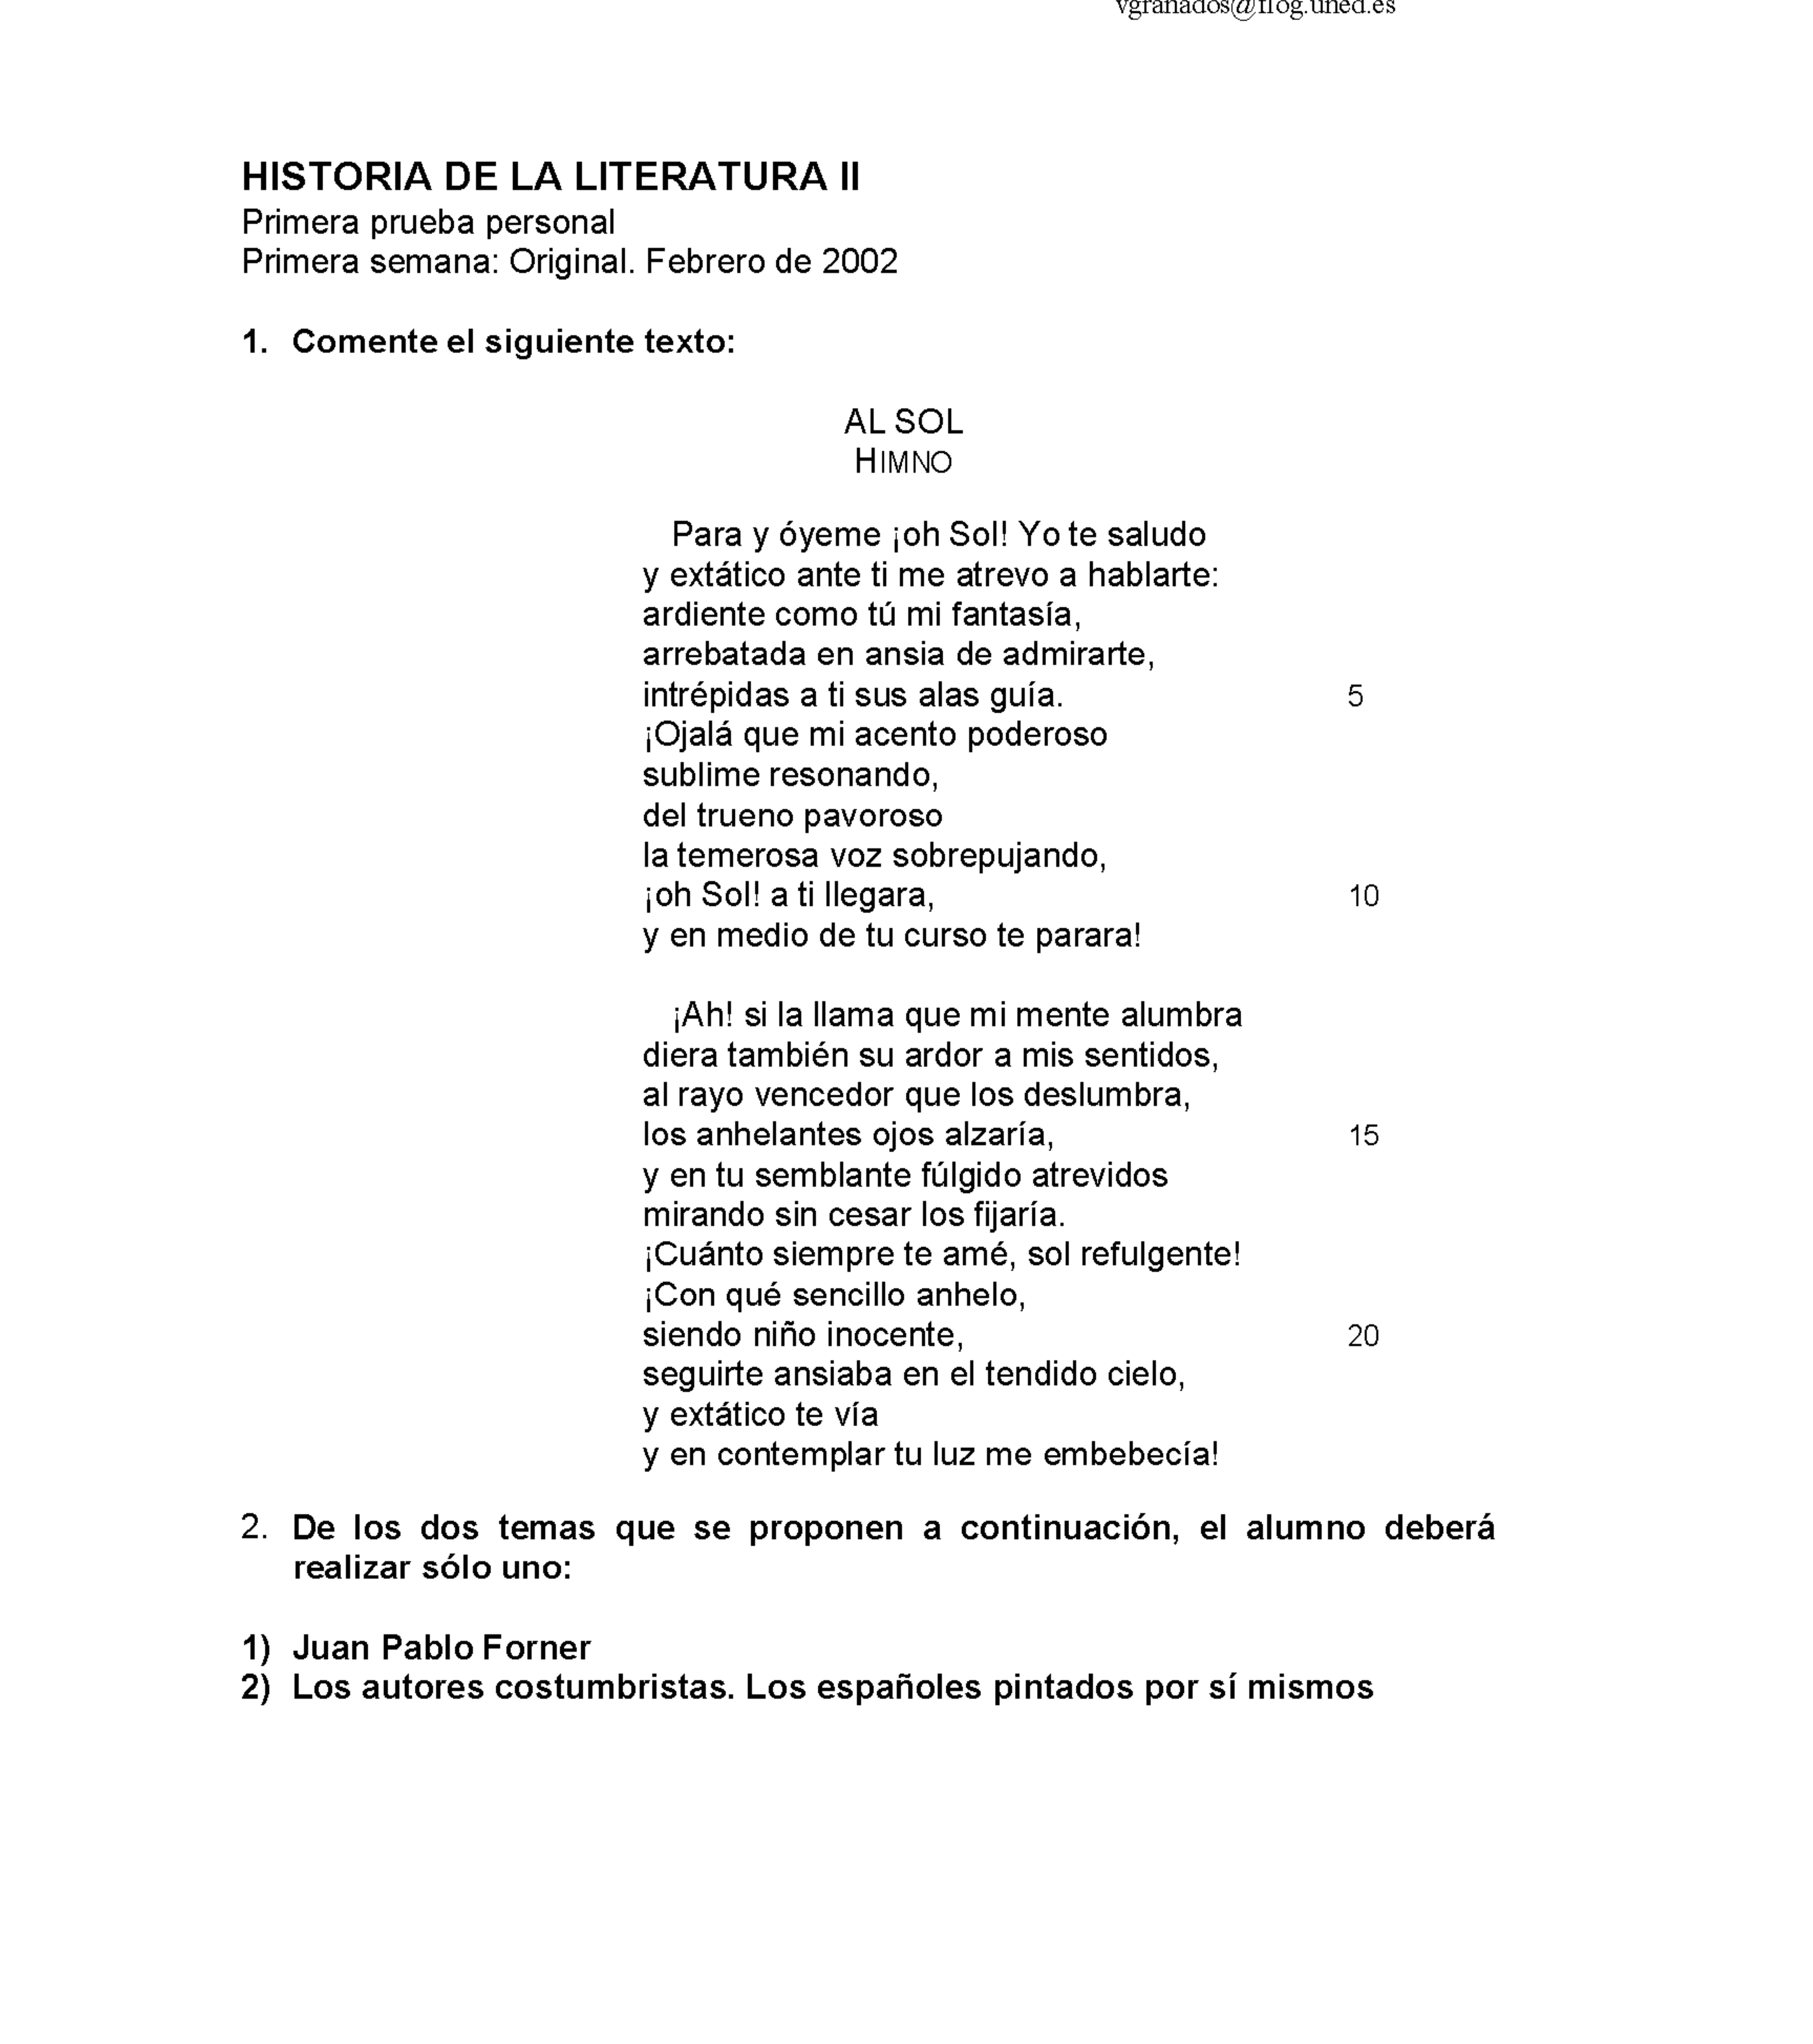 vgranados@flog.uned.es
HISTORIA DE LA LITERATURA II
Primera prueba personal
Primera semana: Original. Febrero de 2002
1. Comente el siguiente texto:
AL SOL
HIMNO
Para y óyeme ¡oh Sol! Yo te saludo
y extático ante ti me atrevo a hablarte:
ardiente como tú mi fantasía,
arrebatada en ansia de admirarte,
intrépidas a ti sus alas guía. 5
¡Ojalá que mi acento poderoso
sublime resonando,
del trueno pavoroso
la temerosa voz sobrepujando,
¡oh Sol! a ti llegara, 10
y en medio de tu curso te parara!
¡Ah! si la llama que mi mente alumbra
diera también su ardor a mis sentidos,
al rayo vencedor que los deslumbra,
los anhelantes ojos alzaría, 15
y en tu semblante fúlgido atrevidos
mirando sin cesar los fijaría.
¡Cuánto siempre te amé, sol refulgente!
¡Con qué sencillo anhelo,
siendo niño inocente, 20
seguirte ansiaba en el tendido cielo,
y extático te vía
y en contemplar tu luz me embebecía!
2. De los dos temas que se proponen a continuación, el alumno deberá
realizar sólo uno:
1) Juan Pablo Forner
2) Los autores costumbristas. Los españoles pintados por sí mismos